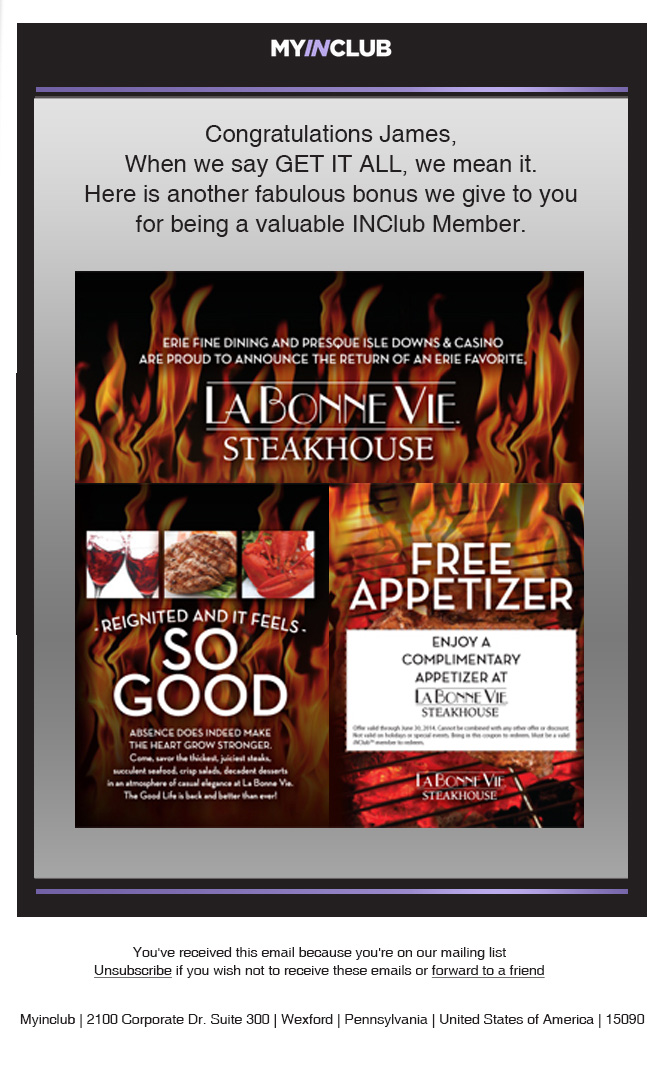 MYINCLUB
Congratulations James,
When we say GET IT ALL, we mean it.
Here is another fabulous bonus we give to you
for being a valuable INClub Member.
ERIE FINE DINING AND PRESQUE ISLE DOWNS & CASINO
ARE PROUD TO ANNOUNCE THE RETURN OF AN ERIE FAVORITE,
LA BONNE VIE
STEAKHOUSE
- REIGNITED AND IT FEELS -
SO
GOOD
ABSENCE DOES INDEED MAKE
THE HEART GROW STRONGER.
Come, savor the thickest, juiciest steaks,
succulent seafood, crisp salads, decadent desserts
in an atmosphere of casual elegance at La Bonne Vie.
The Good Life is back and better than ever!
FREE
APPETIZER
ENJOY A
COMPLIMENTARY
APPETIZER AT
LA BONNE VIE
STEAKHOUSE
Offer valid through June 30, 2014. Cannot be combined with any other offer or discount.
Not valid on holidays or special events. Bring in this coupon to redeem. Must be a valid
INClub™ member to redeem.
LA BONNE VIE
STEAKHOUSE
You've received this email because you're on our mailing list
Unsubscribe if you wish not to receive these emails or forward to a friend
Myinclub | 2100 Corporate Dr. Suite 300 | Wexford | Pennsylvania | United States of America | 15090